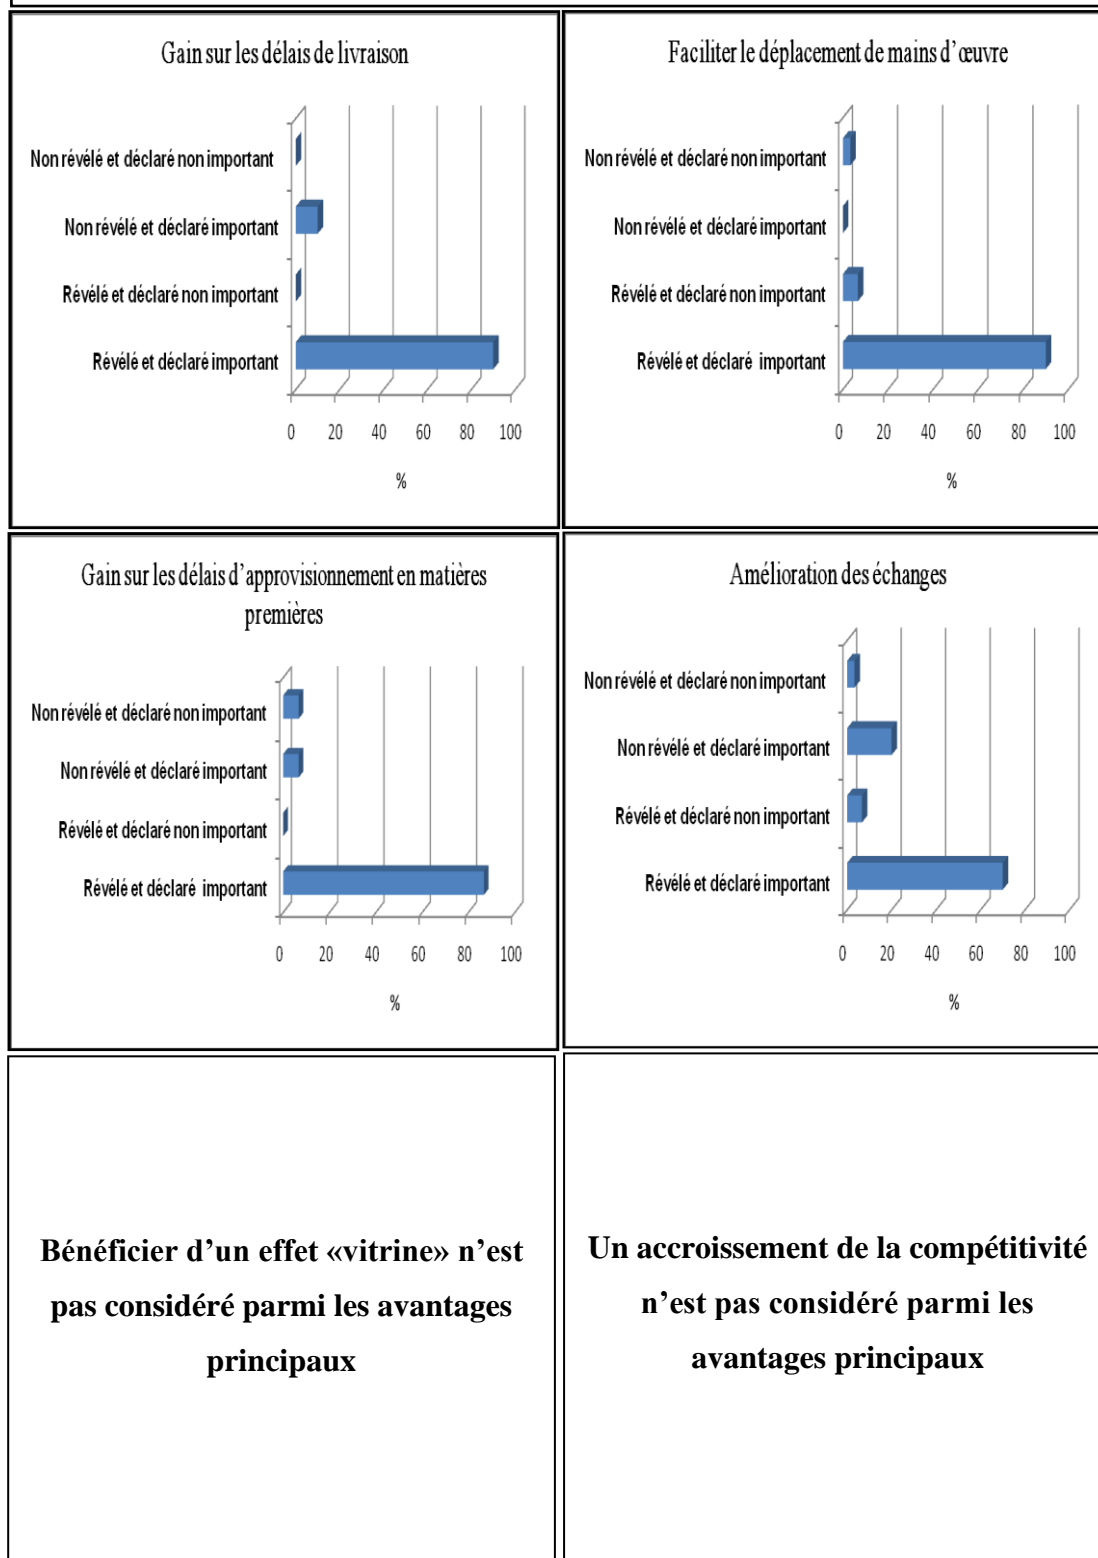 Gain sur les délais de livraison
Non révélé et déclaré non important
Non révélé et déclaré important
Révélé et déclaré non important
Révélé et déclaré important
0 20 40 60 80 100
%
Faciliter le déplacement de mains d’œuvre
Non révélé et déclaré non important
Non révélé et déclaré important
Révélé et déclaré non important
Révélé et déclaré important
0 20 40 60 80 100
%
Gain sur les délais d’approvisionnement en matières
premières
Non révélé et déclaré non important
Non révélé et déclaré important
Révélé et déclaré non important
Révélé et déclaré important
0 20 40 60 80 100
%
Amélioration des échanges
Non révélé et déclaré non important
Non révélé et déclaré important
Révélé et déclaré non important
Révélé et déclaré important
0 20 40 60 80 100
%
Bénéficier d’un effet «vitrine» n’est
pas considéré parmi les avantages
principaux
Un accroissement de la compétitivité
n’est pas considéré parmi les
avantages principaux